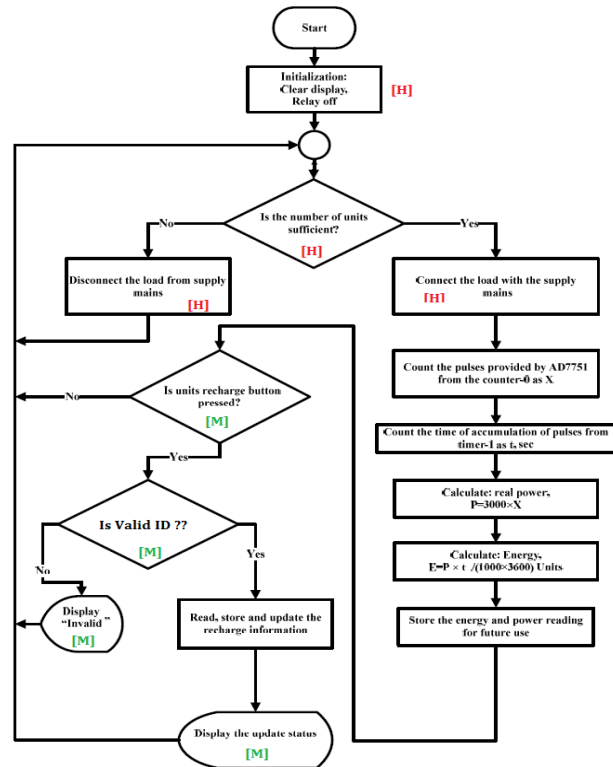 Start
Initialization:
Clear display,
Relay off
[H]
Is the number of units
sufficient?
[H]
No
Yes
Disconnect the load from supply
mains
[H]
Connect the load with the supply
mains
[H]
Count the pulses provided by AD7751
from the counter-0 as X
Is units recharge button
pressed?
[M]
No
Yes
Count the time of accumulation of pulses from
timer-1 as t, sec
Calculate: real power,
P=3000×X
Is Valid ID ??
[M]
No
Yes
Calculate: Energy,
E=P × t /(1000×3600) Units
Display
“Invalid ”
[M]
Read, store and update the
recharge information
Store the energy and power reading
for future use
Display the update status
[M]